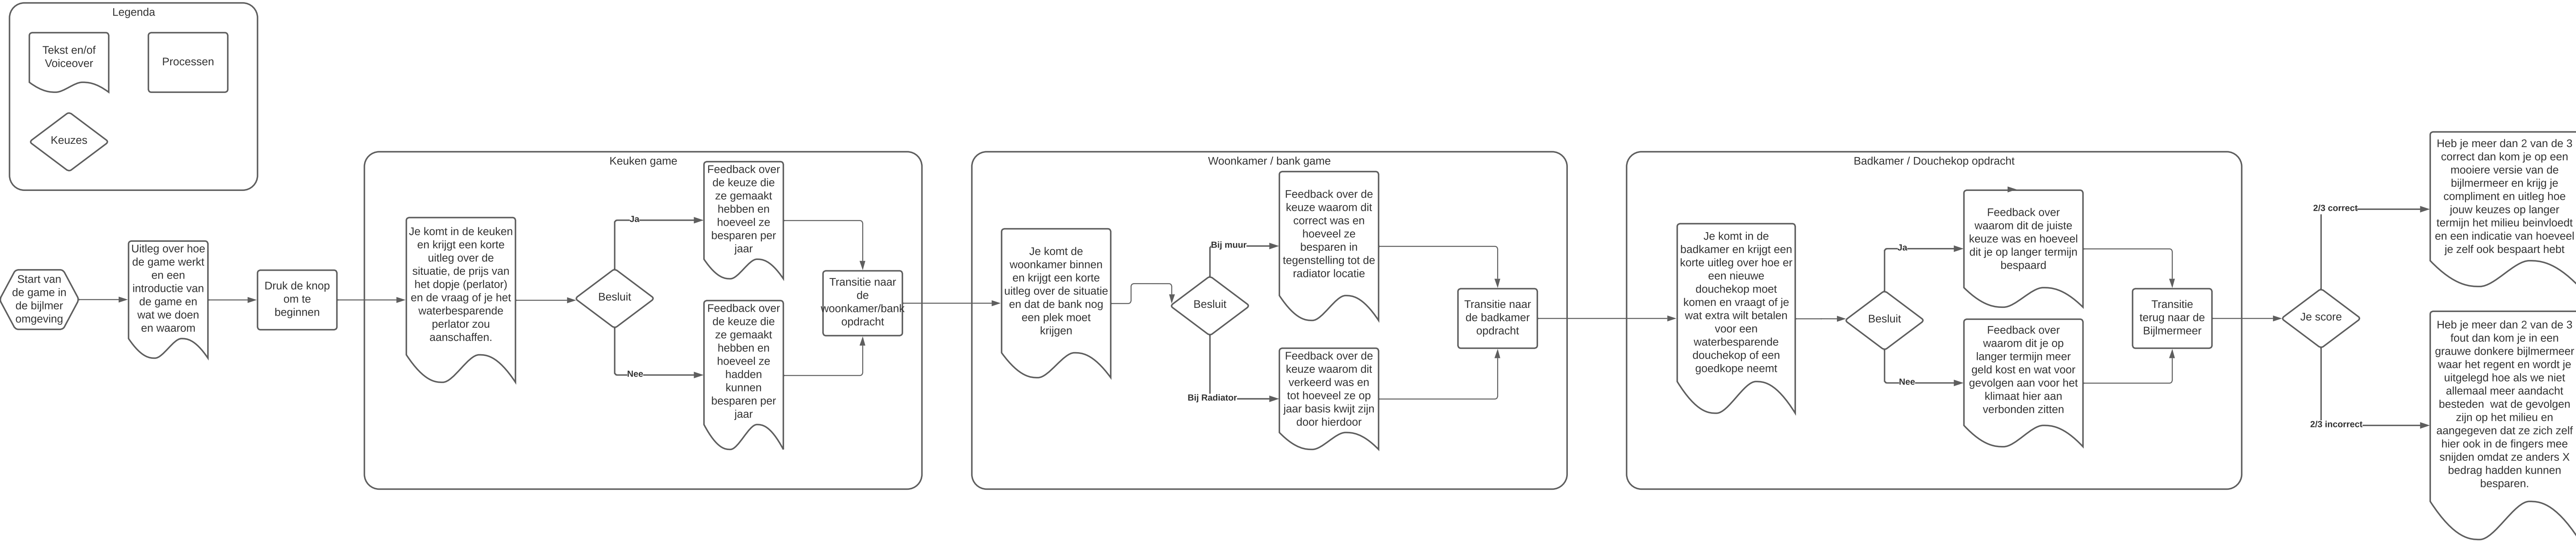 Legenda
Tekst en/of
Voiceover
Processen
Keuzes
Start van
de game in
de bijlmer
omgeving
Uitleg over hoe
de game werkt
en een
introductie van
de game en
wat we doen
en waarom
Druk de knop
om te
beginnen
Keuken game
Je komt in de keuken
en krijgt een korte
uitleg over de
situatie, de prijs van
het dopje (perlator)
en de vraag of je het
waterbesparende
perlator zou
aanschaffen.
Besluit
Ja
Feedback over
de keuze die
ze gemaakt
hebben en
hoeveel ze
besparen per
jaar
Nee
Feedback over
de keuze die
ze gemaakt
hebben en
hoeveel ze
hadden
kunnen
besparen per
jaar
Transitie naar
de
woonkamer/bank
opdracht
Woonkamer / bank game
Je komt de
woonkamer binnen
en krijgt een korte
uitleg over de situatie
en dat de bank nog
een plek moet
krijgen
Besluit
Bij muur
Feedback over de
keuze waarom dit
correct was en
hoeveel ze
besparen in
tegenstelling tot de
radiator locatie
Bij Radiator
Feedback over de
keuze waarom dit
verkeerd was en
tot hoeveel ze op
jaar basis kwijt zijn
door hierdoor
Transitie naar
de badkamer
opdracht
Badkamer / Douchekop opdracht
Je komt in de
badkamer en krijgt een
korte uitleg over hoe er
een nieuwe
douchekop moet
komen en vraagt of je
wat extra wilt betalen
voor een
waterbesparende
douchekop of een
goedkope neemt
Besluit
Ja
Feedback over
waarom dit de juiste
keuze was en hoeveel
dit je op langer termijn
bespaard
Nee
Feedback over
waarom dit je op
langer termijn meer
geld kost en wat voor
gevolgen aan voor het
klimaat hier aan
verbonden zitten
Transitie
terug naar de
Bijlmermeer
Je score
2/3 correct
Heb je meer dan 2 van de 3
correct dan kom je op een
mooiere versie van de
bijlmermeer en krijg je
compliment en uitleg hoe
jouw keuzes op langer
termijn het milieu beinvloedt
en een indicatie van hoeveel
je zelf ook bespaart hebt
2/3 incorrect
Heb je meer dan 2 van de 3
fout dan kom je in een
grauwe donkere bijlmermeer
waar het regent en wordt je
uitgelegd hoe als we niet
allemaal meer aandacht
besteden wat de gevolgen
zijn op het milieu en
aangegeven dat ze zich zelf
hier ook in de fingers mee
snijden omdat ze anders X
bedrag hadden kunnen
besparen.